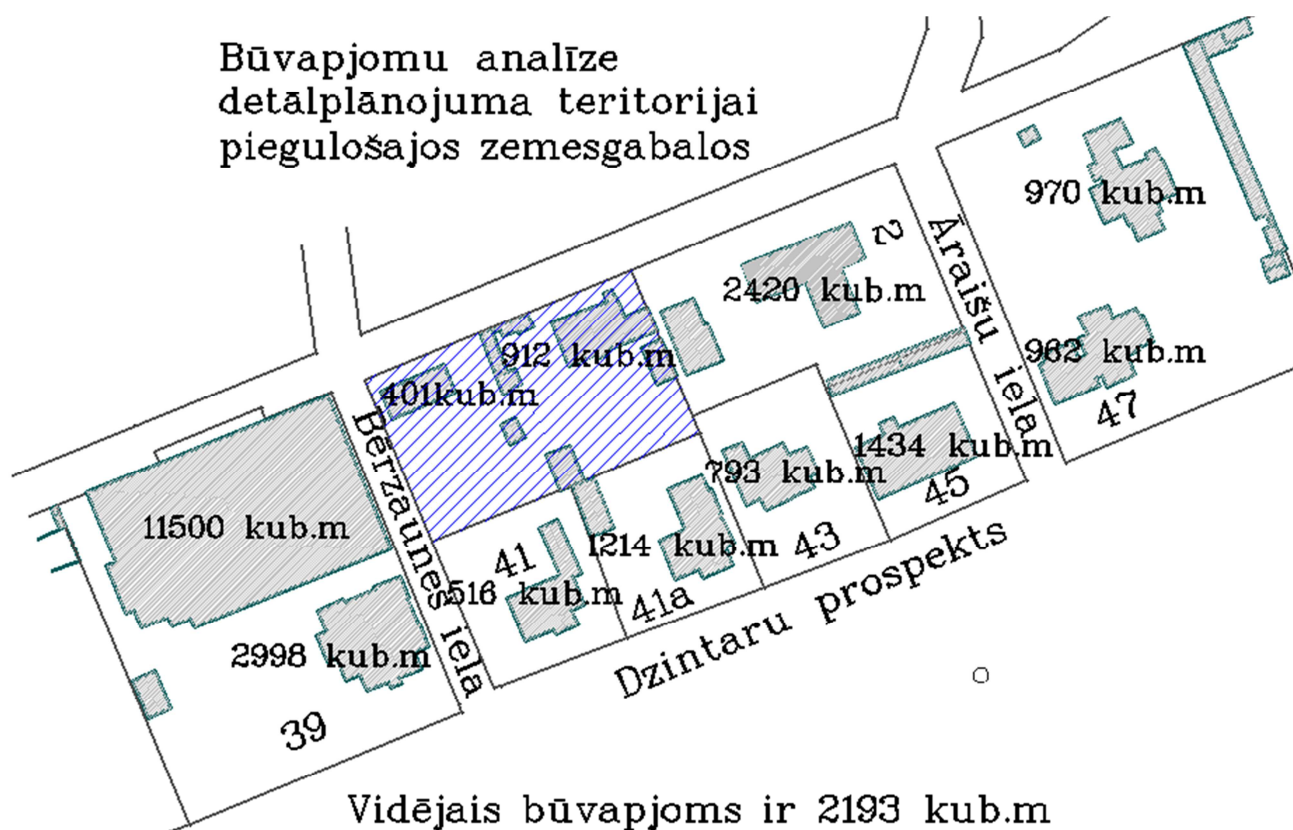 Būvapjomu analīze
detālplānojuma teritorijai
piegulošajos zemesgabalos
970 kub.m
2
2420 kub.m
Āraišu iela
912 kub.m
962 kub.m
401kub.m
47
Bērzaunes iela
1434 kub.m
793 kub.m
45
11500 kub.m
43
1214 kub.m
41
516 kub.m
41a
Dzintaru prospekts
2998 kub.m
39
Vidējais būvapjoms ir 2193 kub.m